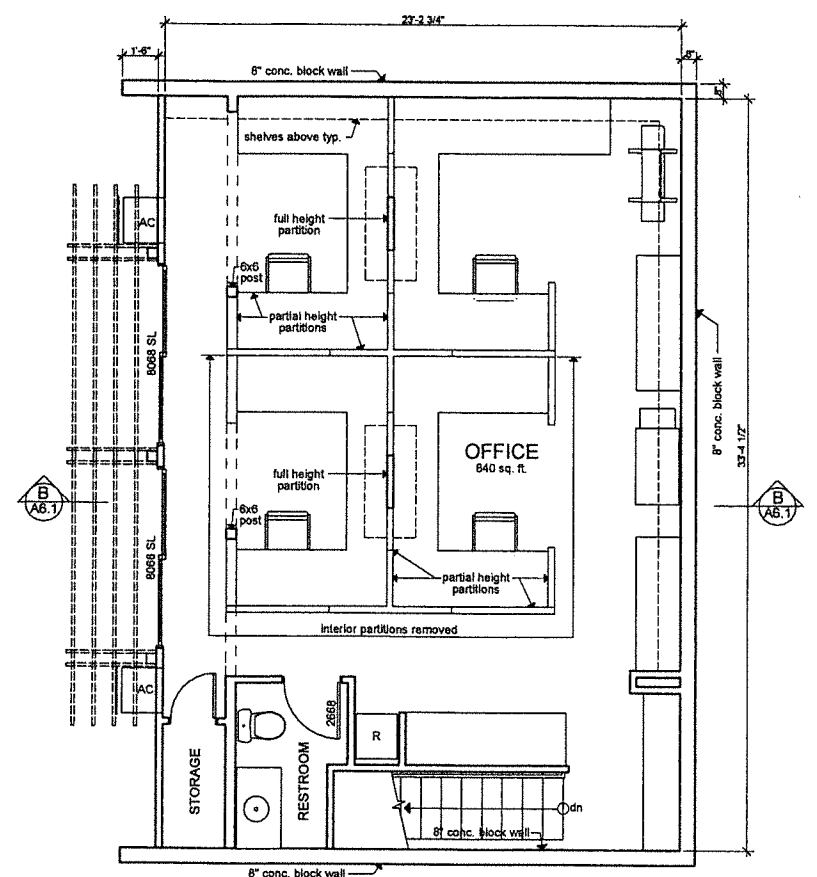 23'-2 3/4"
1'-6"
8" conc. block wall
8"
8"
shelves above typ.
AC
full height
partition
6x6
post
partial height
partitions
8068 SL
8" conc. block wall
33'-4 1/2"
OFFICE
640 sq. ft.
full height
partition
B
A6.1
B
A6.1
6x6
post
8068 SL
partial height
partitions
interior partitions removed
AC
2668
R
STORAGE
RESTROOM
dn
8" conc. block wall
8" conc. block wall